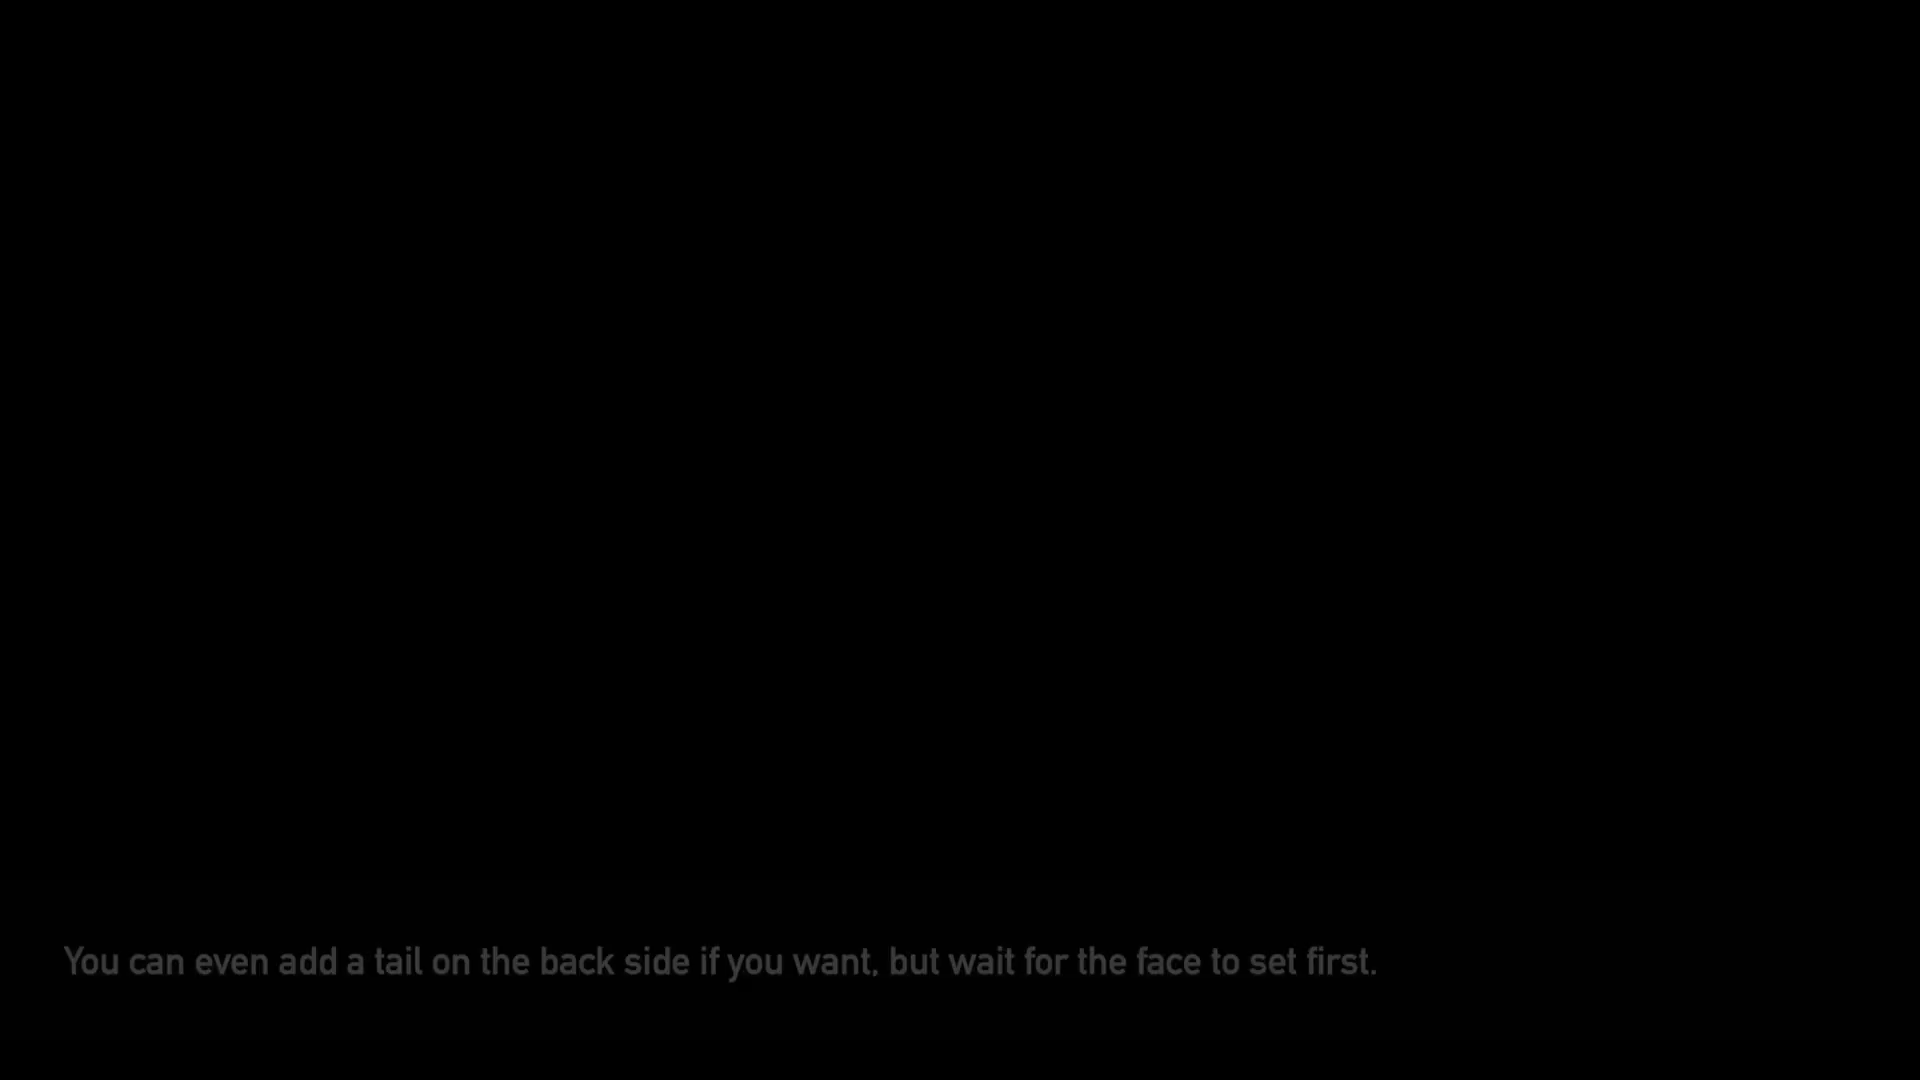 You can even add a tail on the back side if you want, but wait for the face to set first.